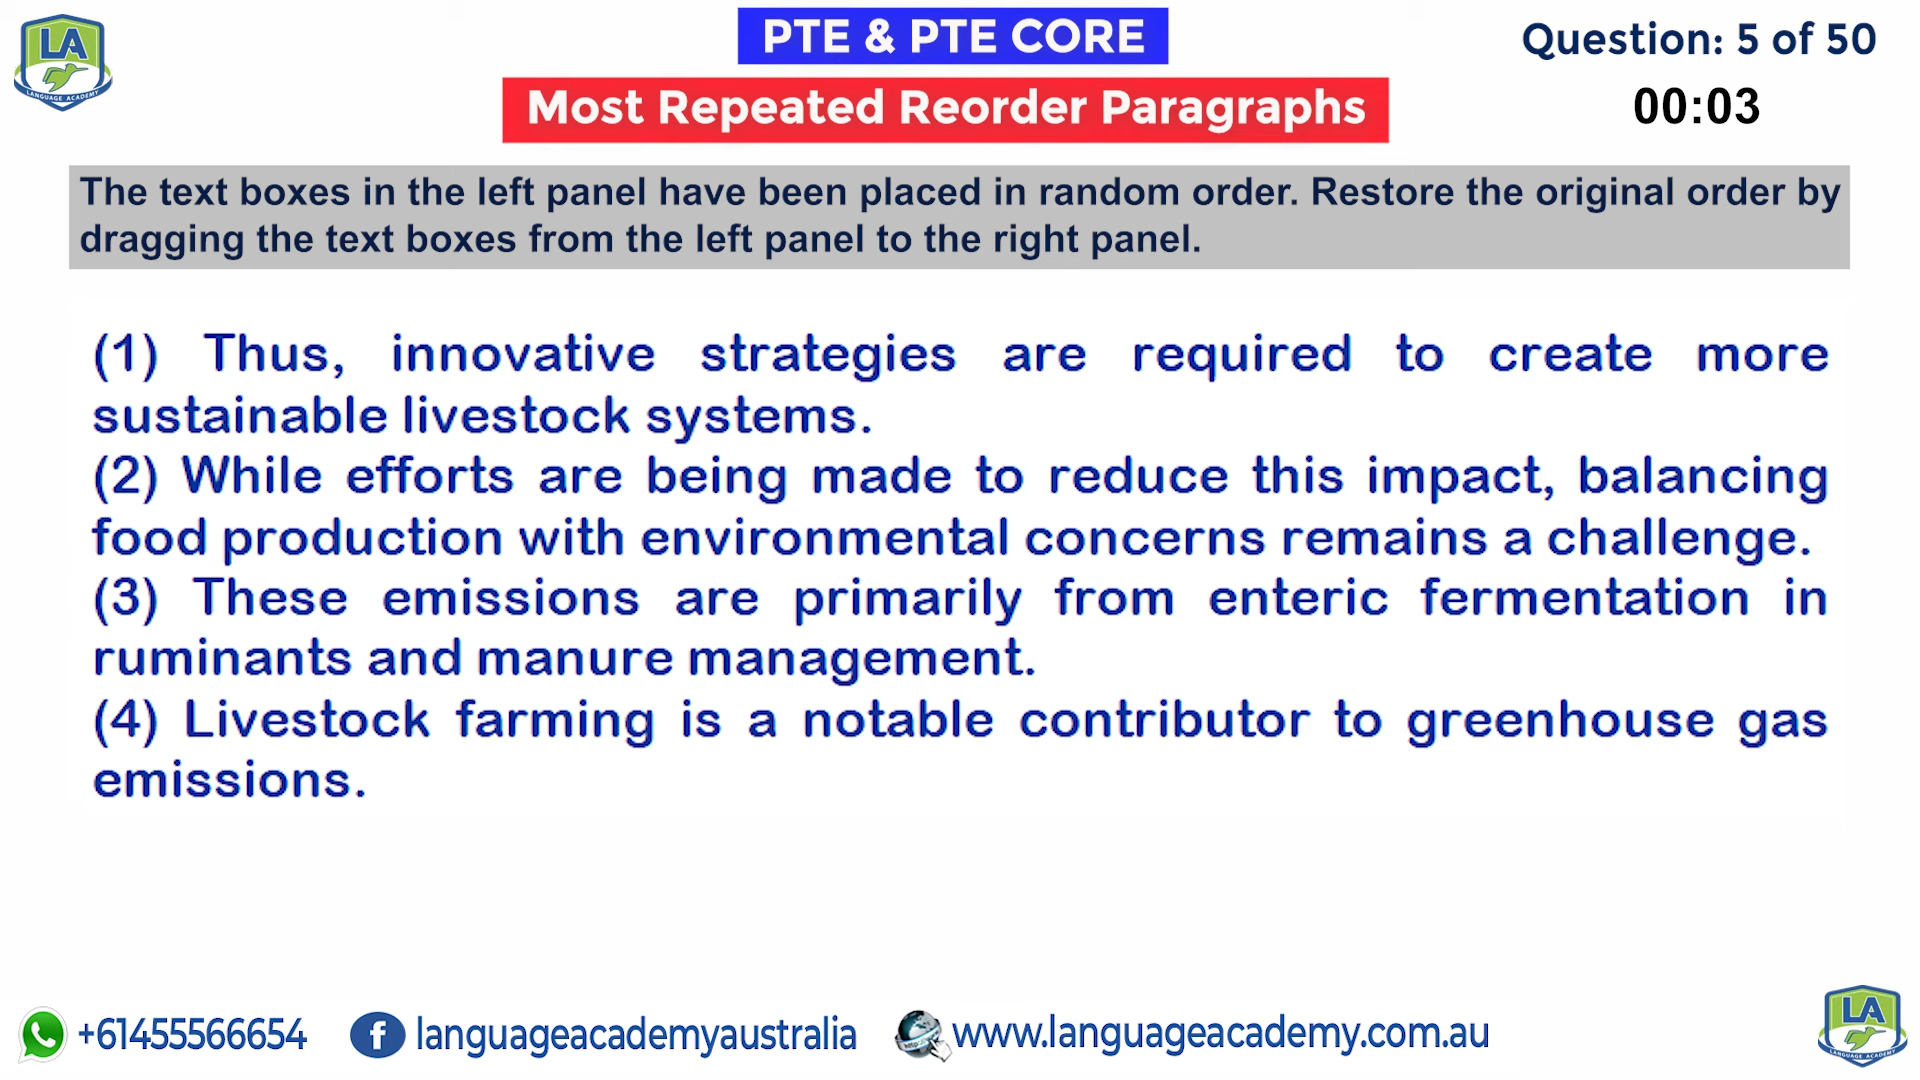 LA
LANGUAGE ACADEMY
PTE & PTE CORE
Question: 5 of 50
Most Repeated Reorder Paragraphs
00:03
The text boxes in the left panel have been placed in random order. Restore the original order by
dragging the text boxes from the left panel to the right panel.
(1) Thus, innovative strategies are required to create more
sustainable livestock systems.
(2) While efforts are being made to reduce this impact, balancing
food production with environmental concerns remains a challenge.
(3) These emissions are primarily from enteric fermentation in
ruminants and manure management.
(4) Livestock farming is a notable contributor to greenhouse gas
emissions.
+61455566654
languageacademyaustralia
www.languageacademy.com.au
LA
LANGUAGE ACADEMY